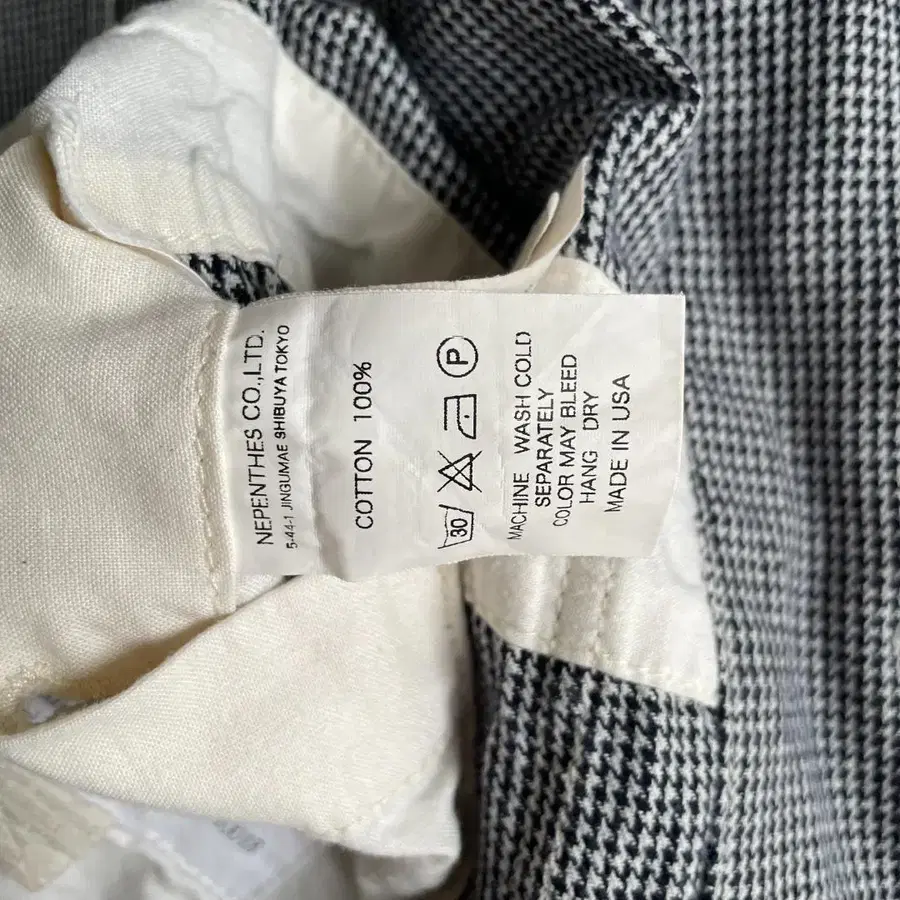 NEPENTHES CO.,LTD.
5-44-1 JINGUMAE SHIBUYA TOKYO
COTTON 100%
30 P
MACHINE WASH COLD
SEPARATELY
COLOR MAY BLEED
HANG DRY
MADE IN USA